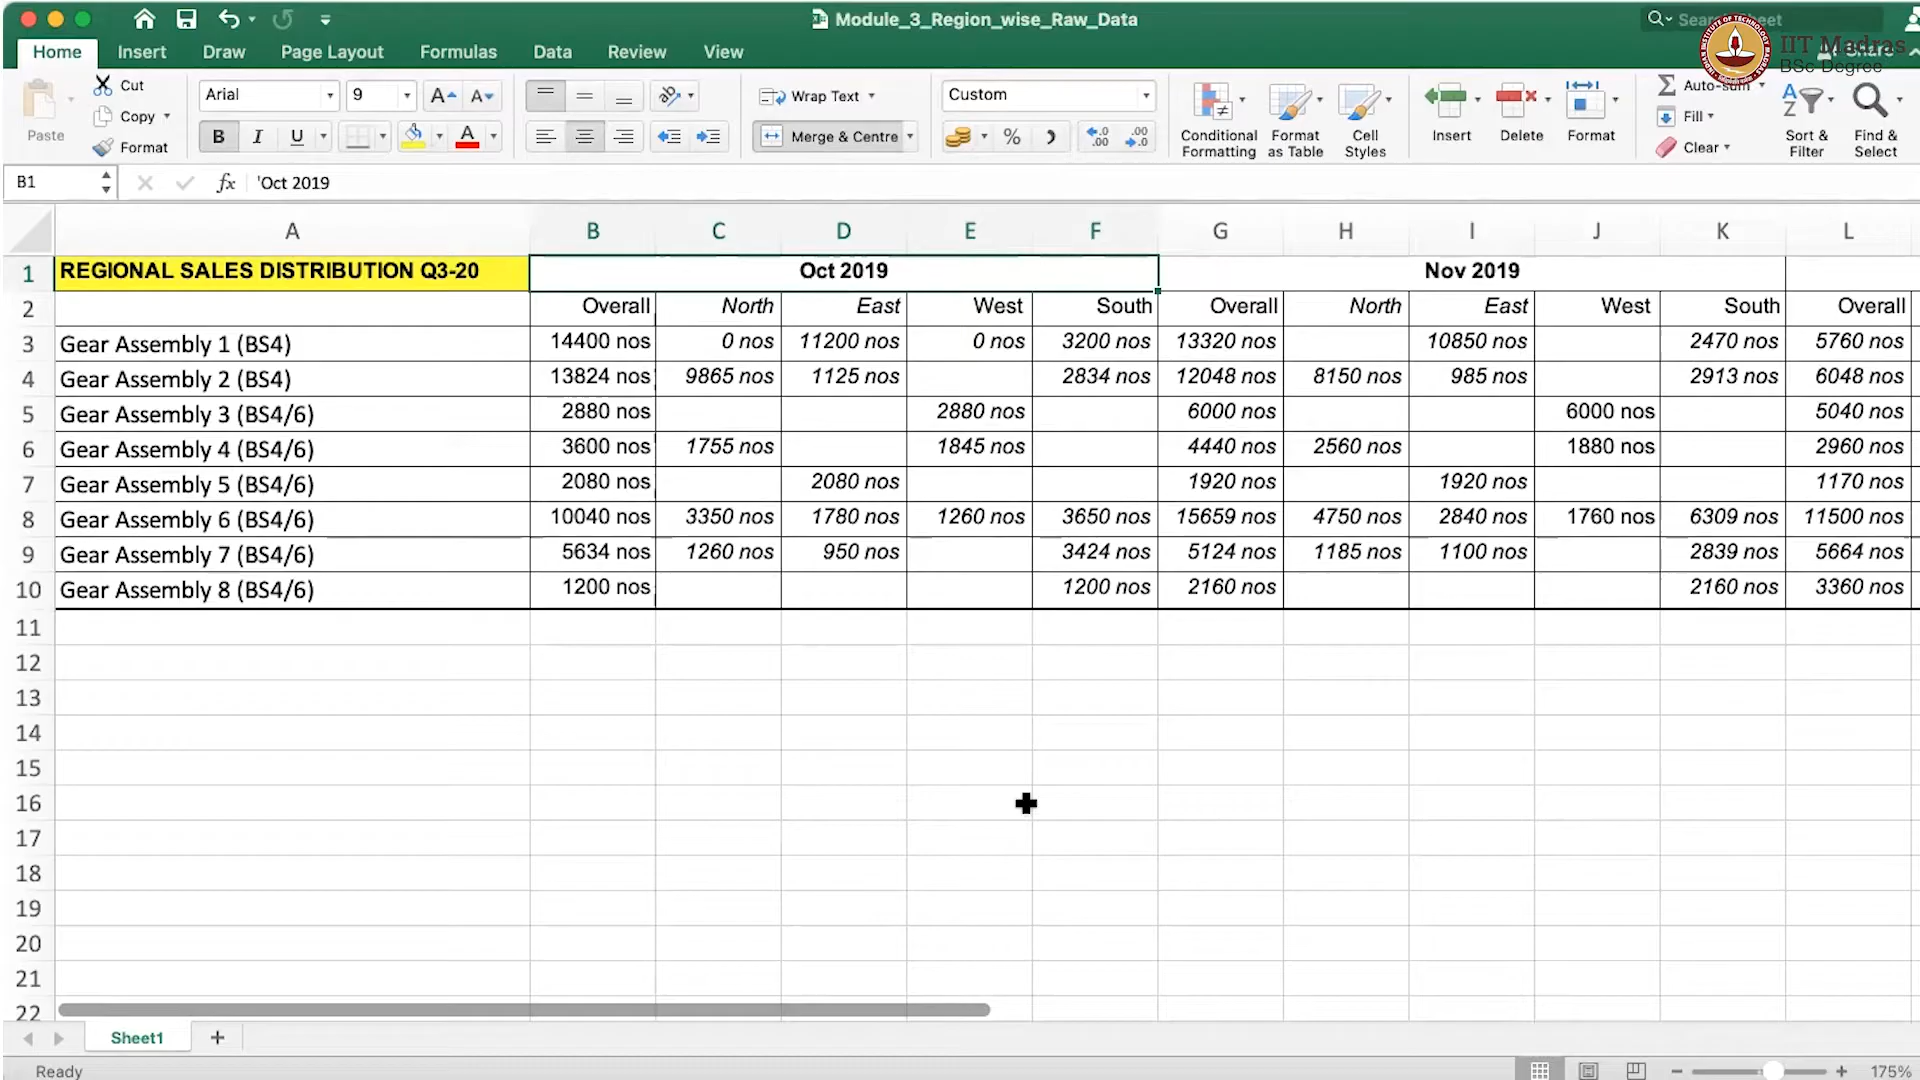 Module_3_Region_wise_Raw_Data
Home Insert Draw Page Layout Formulas Data Review View
IIT Madras
BSc Degree
Paste
Cut
Copy
Format
Arial 9
B I U
Wrap Text
Merge & Centre
Custom
Conditional Formatting
Format as Table
Cell Styles
Insert Delete Format
Auto-sum
Fill
Clear
Sort & Filter
Find & Select
B1 fx 'Oct 2019
A B C D E F G H I J K L
1 REGIONAL SALES DISTRIBUTION Q3-20 Oct 2019 Nov 2019
2 Overall North East West South Overall North East West South Overall
3 Gear Assembly 1 (BS4) 14400 nos 0 nos 11200 nos 0 nos 3200 nos 13320 nos 10850 nos 2470 nos 5760 nos
4 Gear Assembly 2 (BS4) 13824 nos 9865 nos 1125 nos 2834 nos 12048 nos 8150 nos 985 nos 2913 nos 6048 nos
5 Gear Assembly 3 (BS4/6) 2880 nos 2880 nos 6000 nos 6000 nos 5040 nos
6 Gear Assembly 4 (BS4/6) 3600 nos 1755 nos 1845 nos 4440 nos 2560 nos 1880 nos 2960 nos
7 Gear Assembly 5 (BS4/6) 2080 nos 2080 nos 1920 nos 1920 nos 1170 nos
8 Gear Assembly 6 (BS4/6) 10040 nos 3350 nos 1780 nos 1260 nos 3650 nos 15659 nos 4750 nos 2840 nos 1760 nos 6309 nos 11500 nos
9 Gear Assembly 7 (BS4/6) 5634 nos 1260 nos 950 nos 3424 nos 5124 nos 1185 nos 1100 nos 2839 nos 5664 nos
10 Gear Assembly 8 (BS4/6) 1200 nos 1200 nos 2160 nos 2160 nos 3360 nos
11
12
13
14
15
16
17
18
19
20
21
22
Sheet1
Ready 175%